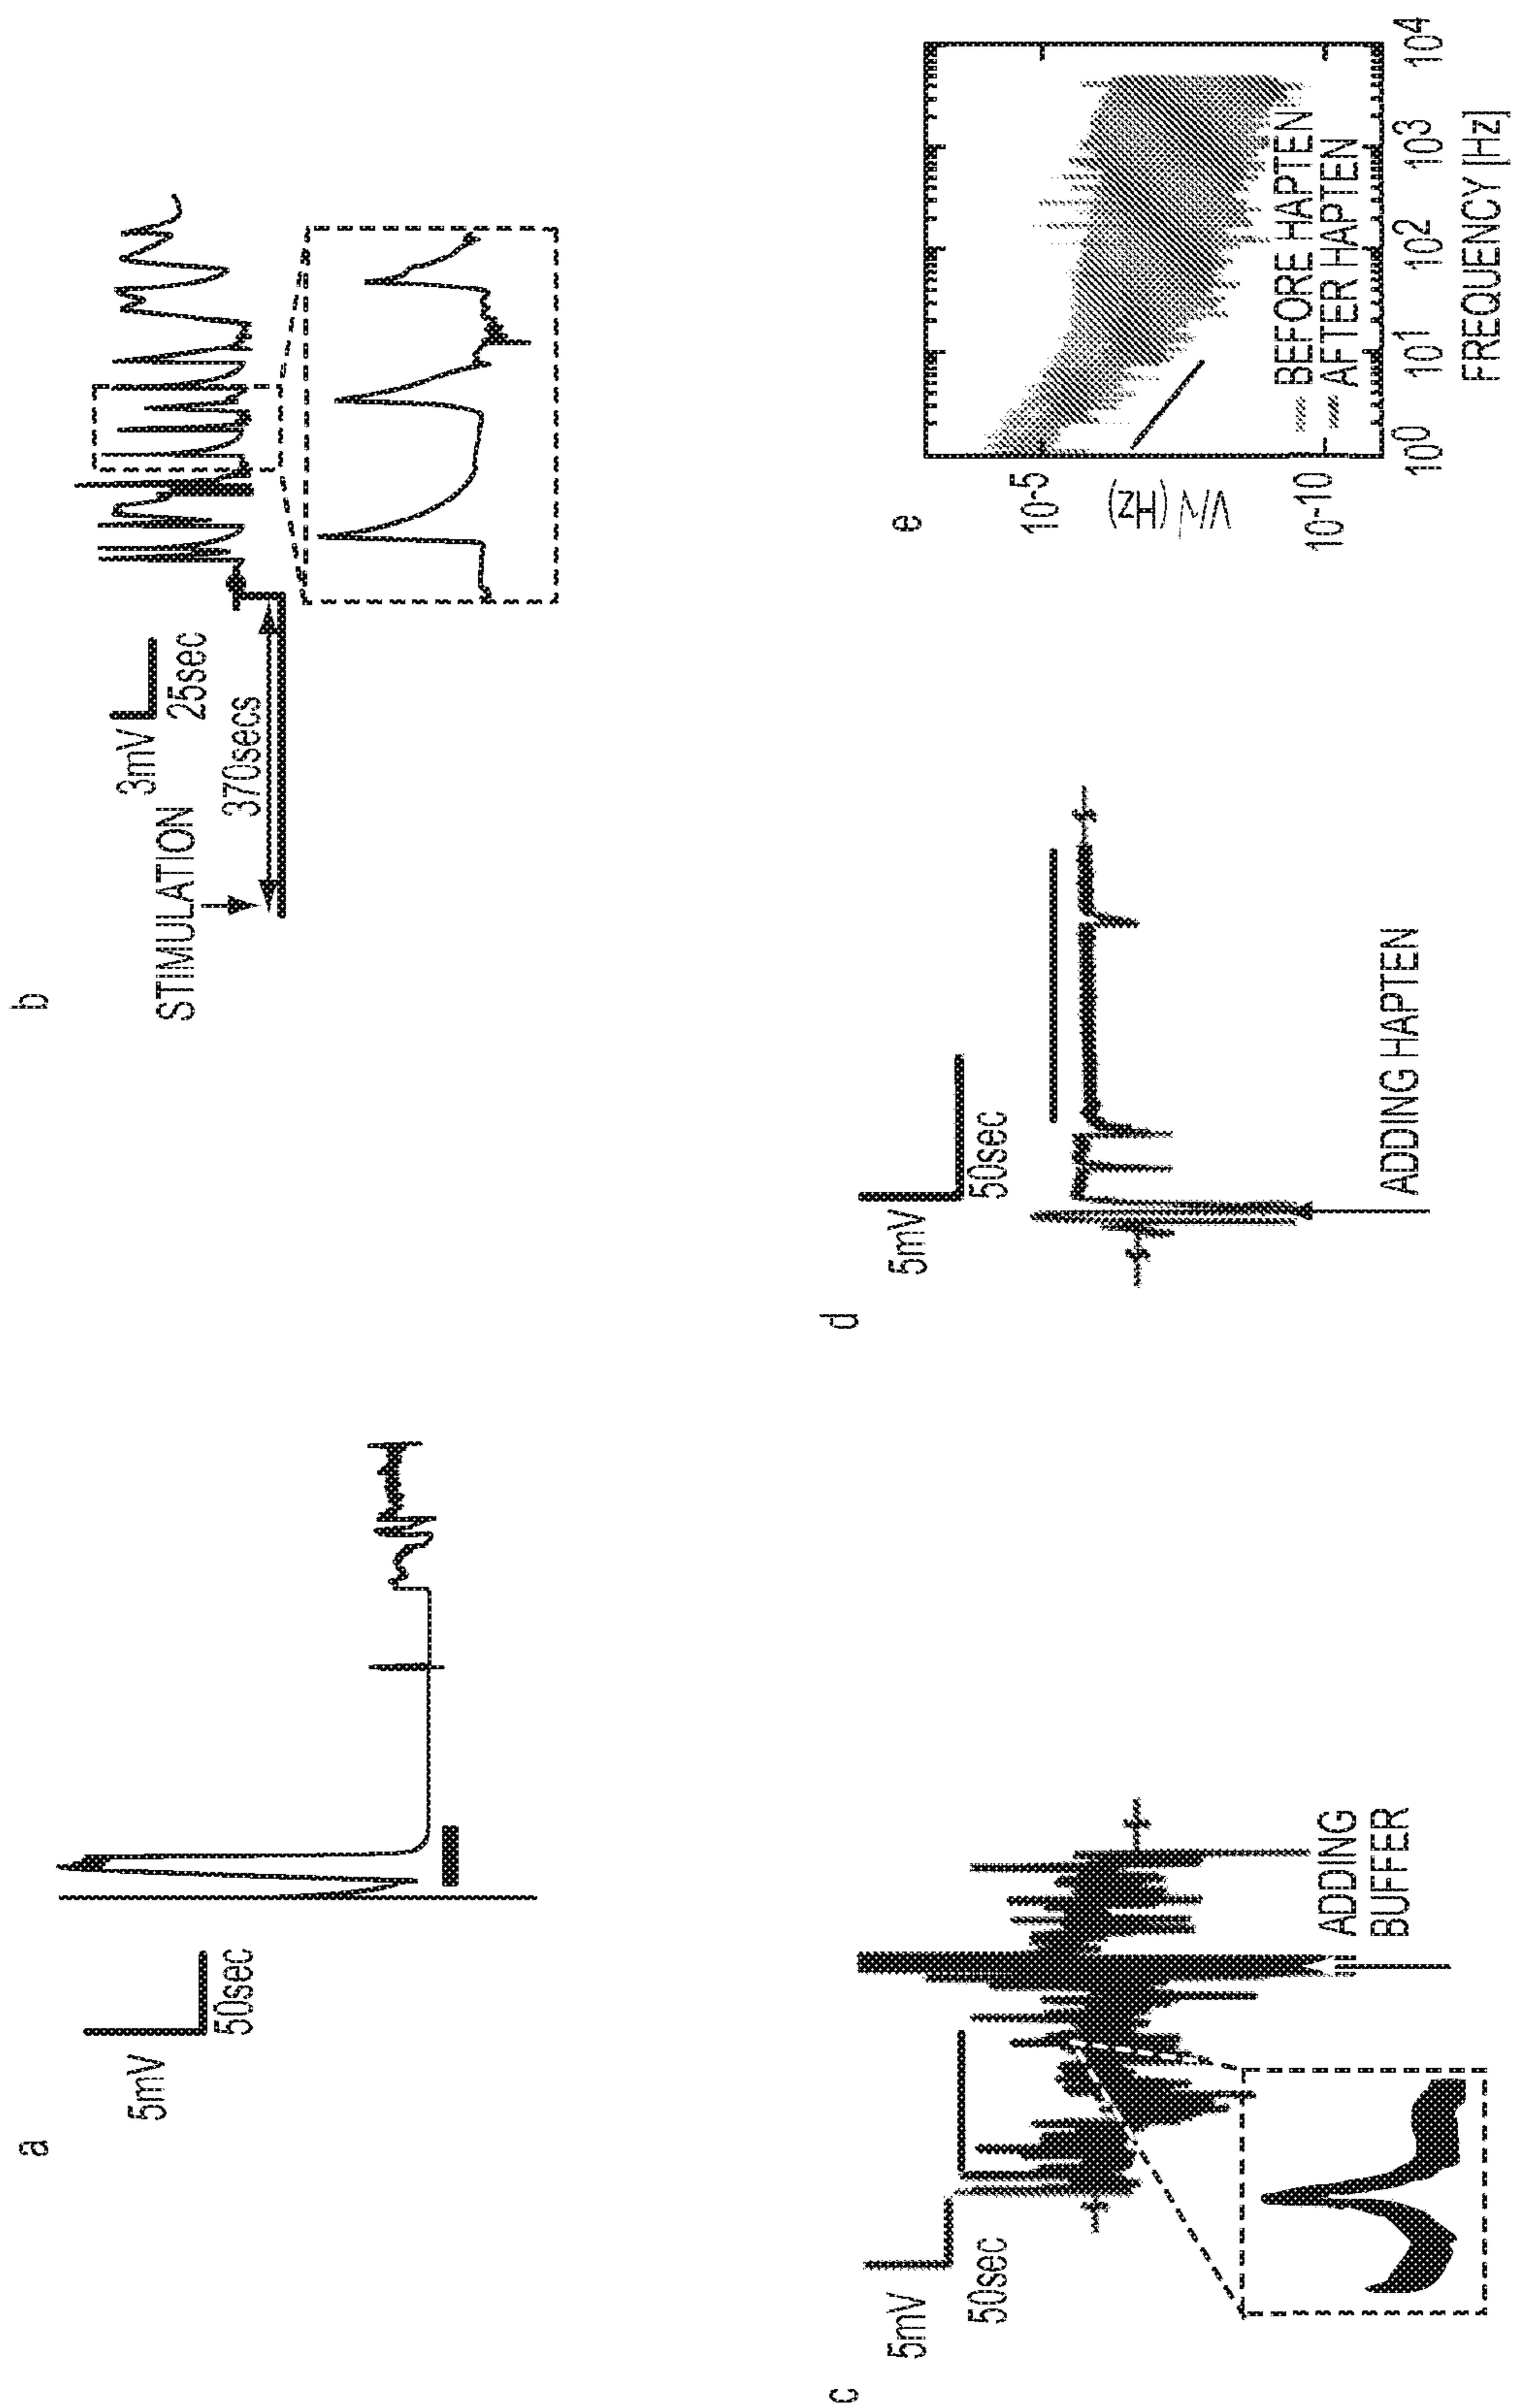 a
5mV
50sec
b
STIMULATION
3mV
25sec
370secs
c
5mV
50sec
ADDING
BUFFER
d
5mV
50sec
ADDING HAPTEN
e
V/√(Hz)
10-5
10-10
BEFORE HAPTEN
AFTER HAPTEN
10⁰ 10¹ 10² 10³ 10⁴
FREQUENCY [Hz]